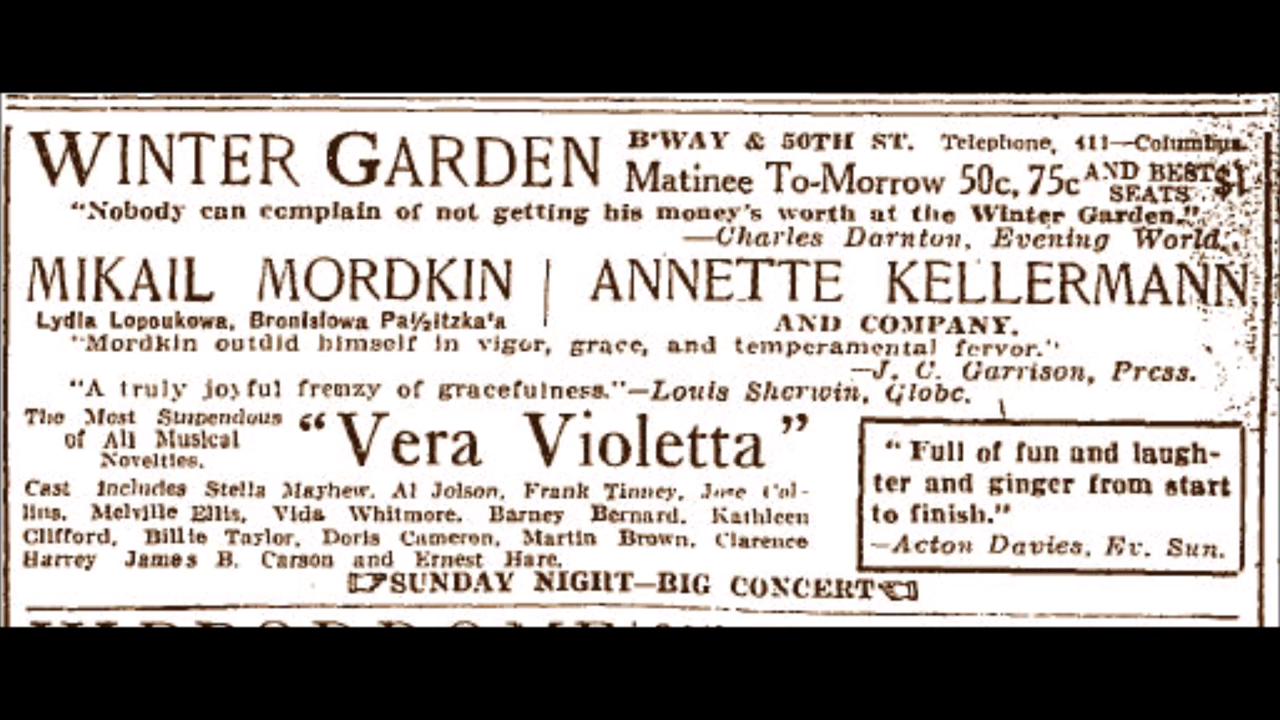 WINTER GARDEN B'WAY & 50TH ST. Telephone, 411—Columbus.
Matinee To-Morrow 50c, 75c AND BEST SEATS $1
"Nobody can complain of not getting his money's worth at the Winter Garden."
—Charles Darnton, Evening World.
MIKAIL MORDKIN | ANNETTE KELLERMANN
Lydia Lopoukowa, Bronislowa Pa½itzka'a
AND COMPANY.
"Mordkin outdid himself in vigor, grace, and temperamental fervor."
—J. C. Garrison, Press.
"A truly joyful frenzy of gracefulness."—Louis Sherwin, Globe.
The Most Stupendous
of All Musical
Novelties.
"Vera Violetta"
Cast Includes Stella Mayhew, Al Jolson, Frank Tinney, Jose Col-
lins, Melville Ellis, Vida Whitmore, Barney Bernard, Kathleen
Clifford, Billie Taylor, Doris Cameron, Martin Brown, Clarence
Harvey James B. Carson and Ernest Hare.
"Full of fun and laugh-
ter and ginger from start
to finish."
—Acton Davies, Ev. Sun.
☞SUNDAY NIGHT—BIG CONCERT☜